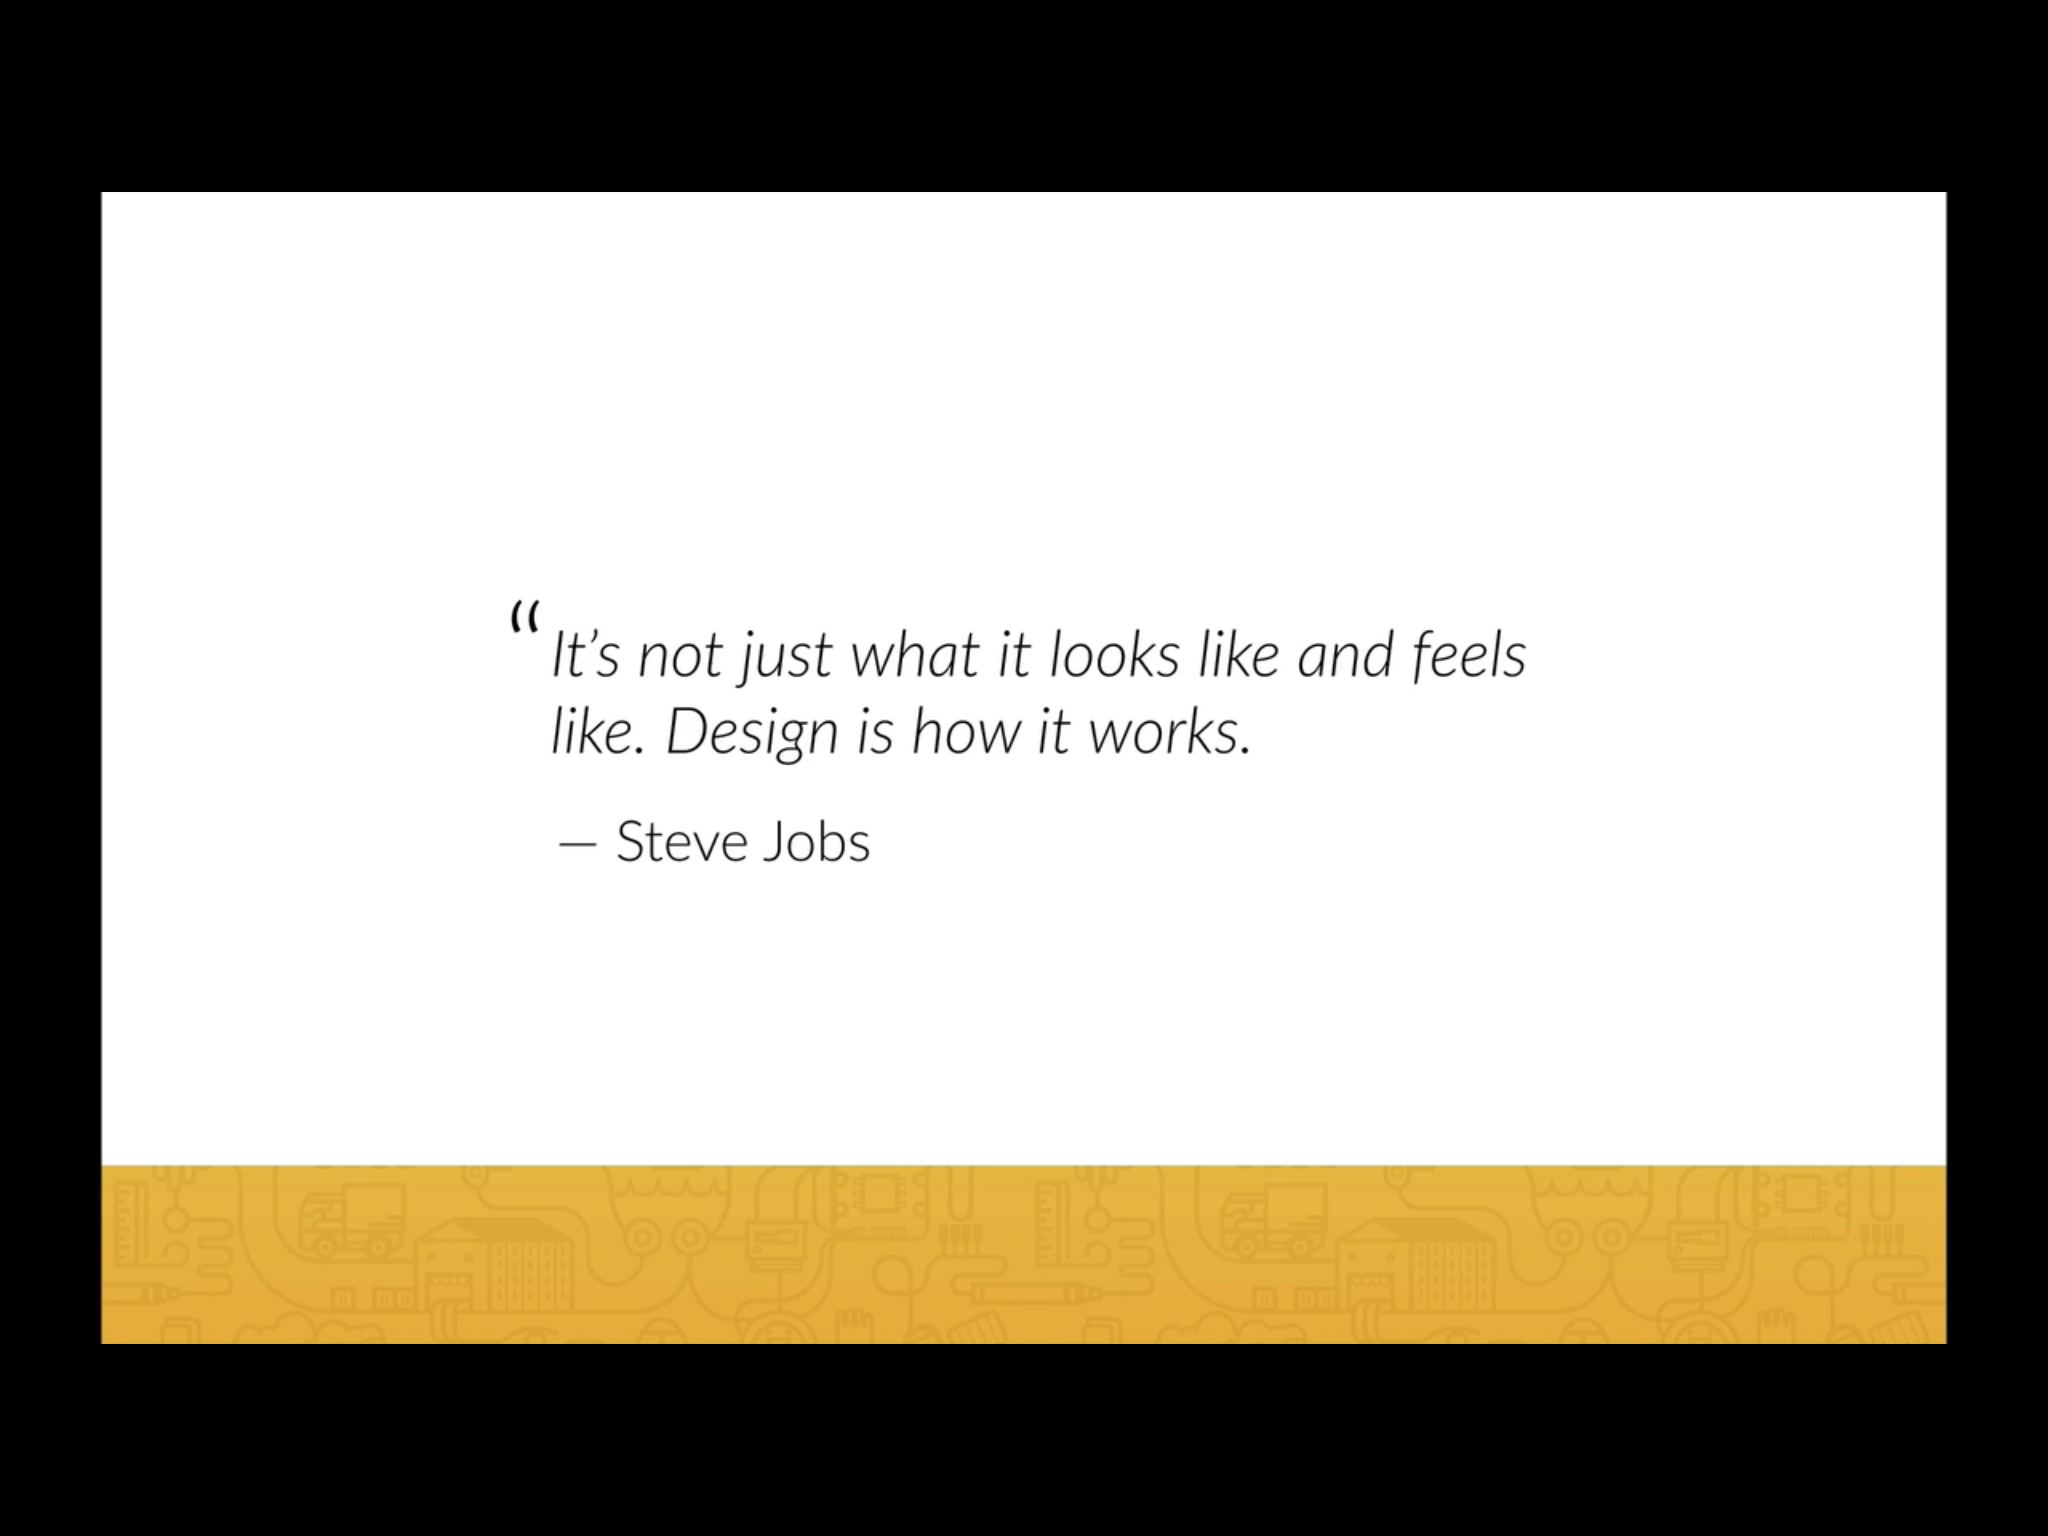 “It’s not just what it looks like and feels
like. Design is how it works.
— Steve Jobs